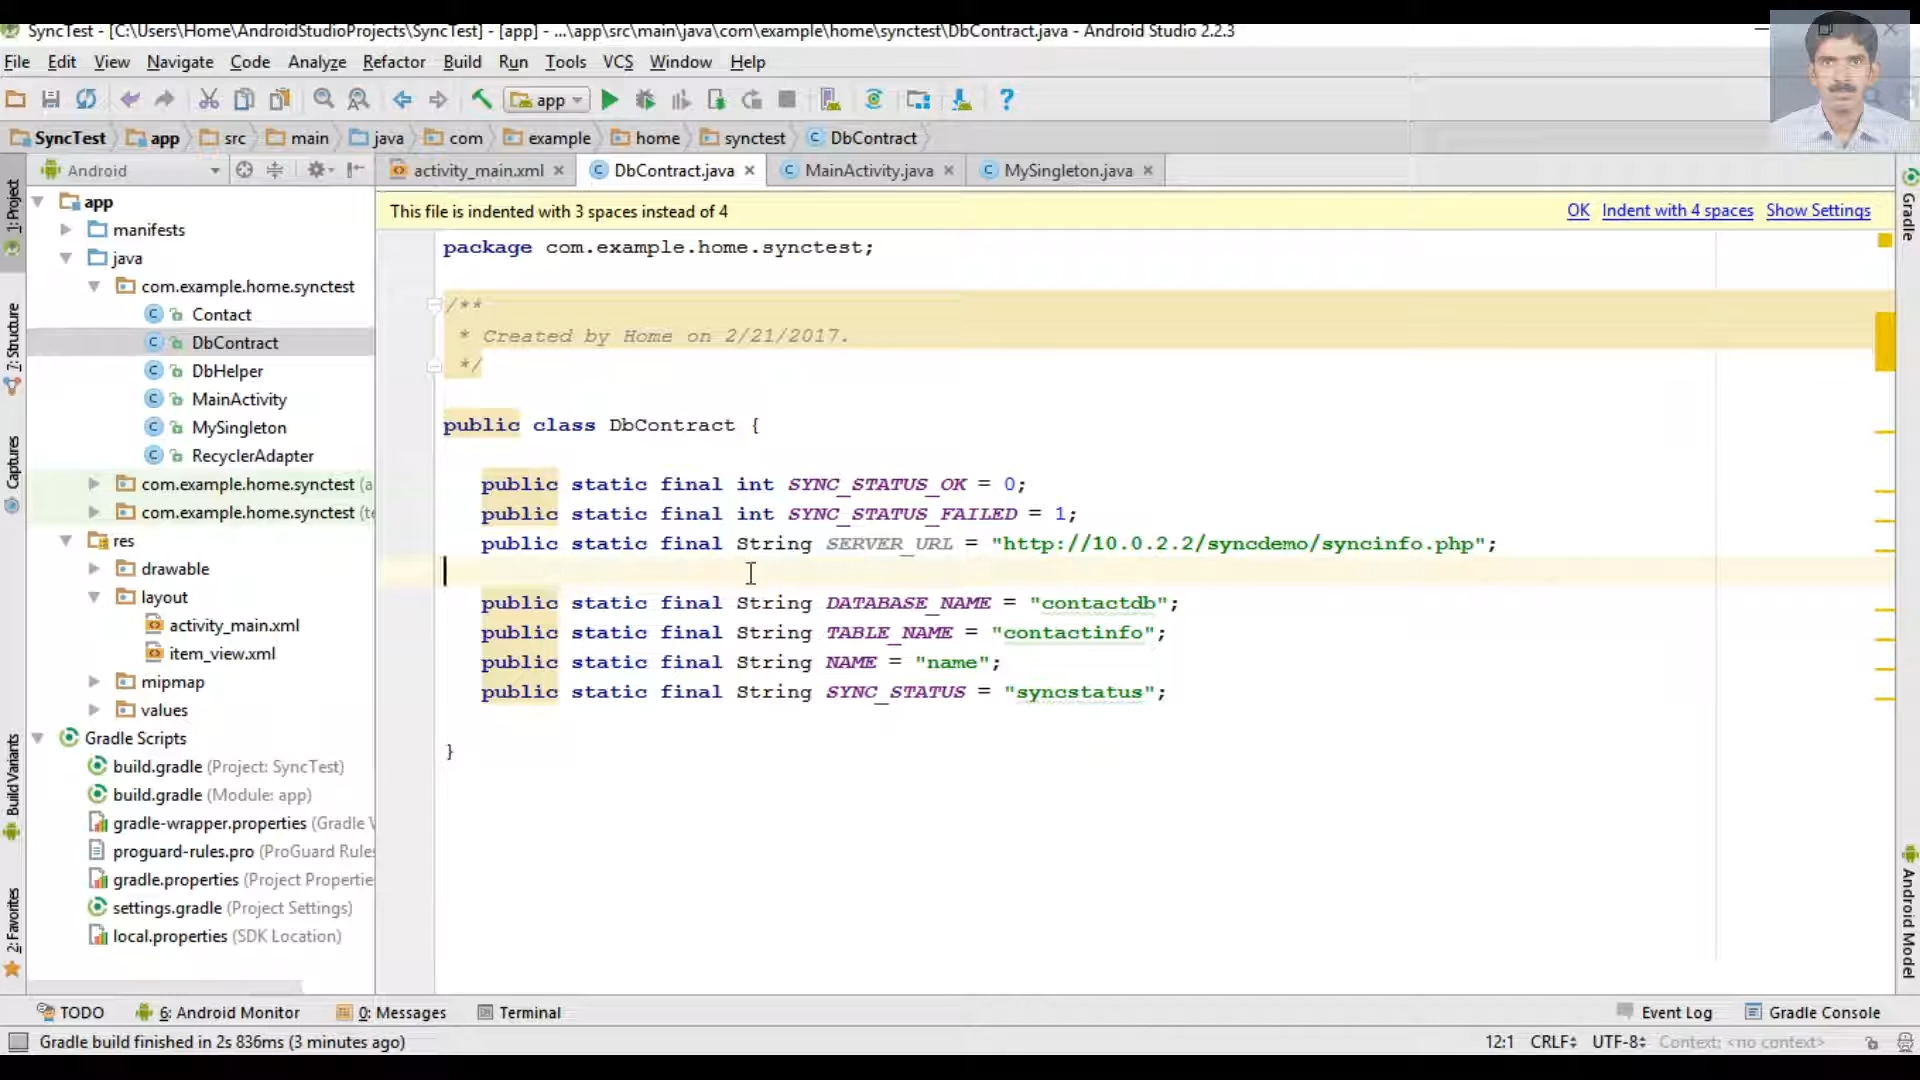 SyncTest - [C:\Users\Home\AndroidStudioProjects\SyncTest] - [app] - ...\app\src\main\java\com\example\home\synctest\DbContract.java - Android Studio 2.2.3
File Edit View Navigate Code Analyze Refactor Build Run Tools VCS Window Help
app
SyncTest app src main java com example home synctest DbContract
Android
activity_main.xml DbContract.java MainActivity.java MySingleton.java
1: Project
7: Structure
Captures
Build Variants
2: Favorites
app
manifests
java
com.example.home.synctest
Contact
DbContract
DbHelper
MainActivity
MySingleton
RecyclerAdapter
com.example.home.synctest (a
com.example.home.synctest (te
res
drawable
layout
activity_main.xml
item_view.xml
mipmap
values
Gradle Scripts
build.gradle (Project: SyncTest)
build.gradle (Module: app)
gradle-wrapper.properties (Gradle V
proguard-rules.pro (ProGuard Rules
gradle.properties (Project Propertie
settings.gradle (Project Settings)
local.properties (SDK Location)
This file is indented with 3 spaces instead of 4 OK Indent with 4 spaces Show Settings
package com.example.home.synctest;
/**
* Created by Home on 2/21/2017.
*/
public class DbContract {
public static final int SYNC_STATUS_OK = 0;
public static final int SYNC_STATUS_FAILED = 1;
public static final String SERVER_URL = "http://10.0.2.2/syncdemo/syncinfo.php";
public static final String DATABASE_NAME = "contactdb";
public static final String TABLE_NAME = "contactinfo";
public static final String NAME = "name";
public static final String SYNC_STATUS = "syncstatus";
}
Gradle
Android Model
TODO 6: Android Monitor 0: Messages Terminal Event Log Gradle Console
Gradle build finished in 2s 836ms (3 minutes ago) 12:1 CRLF UTF-8 Context: <no context>